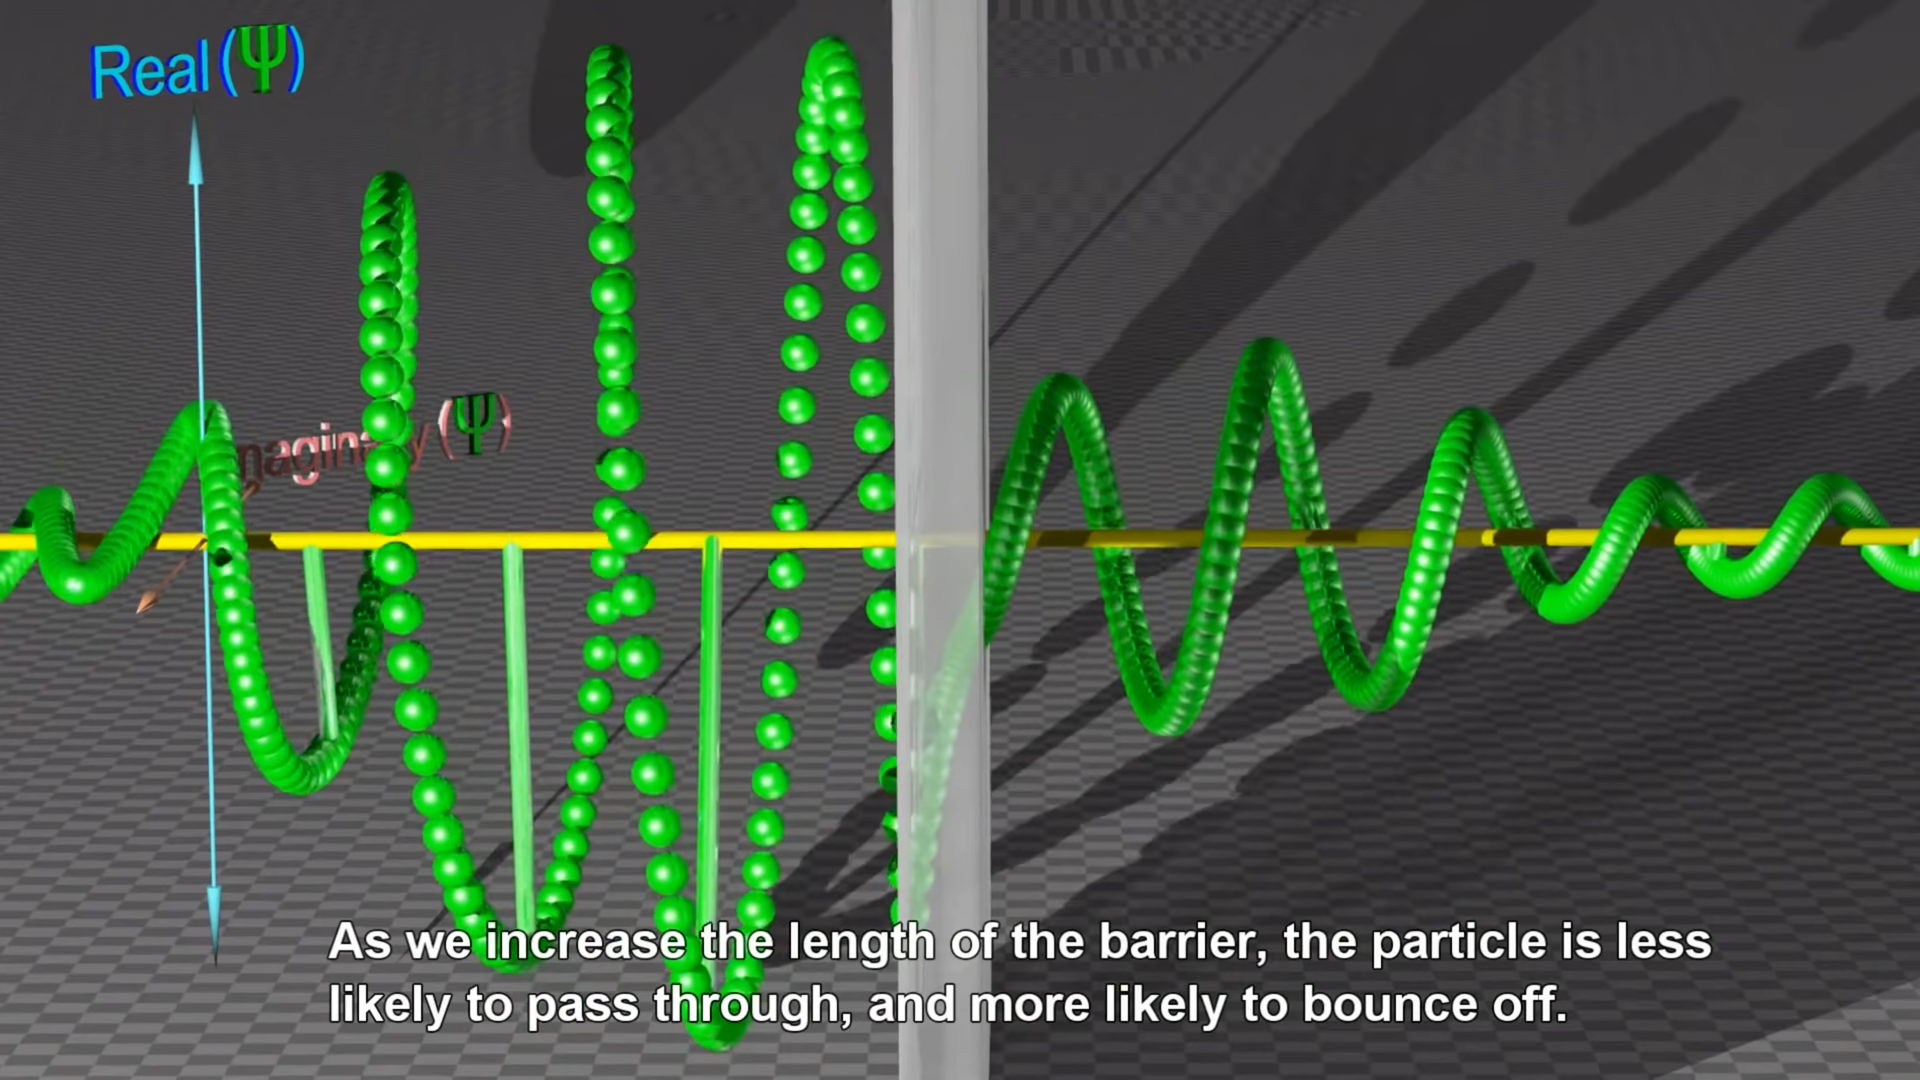 Real (Ψ)
Imaginary (Ψ)
As we increase the length of the barrier, the particle is less
likely to pass through, and more likely to bounce off.